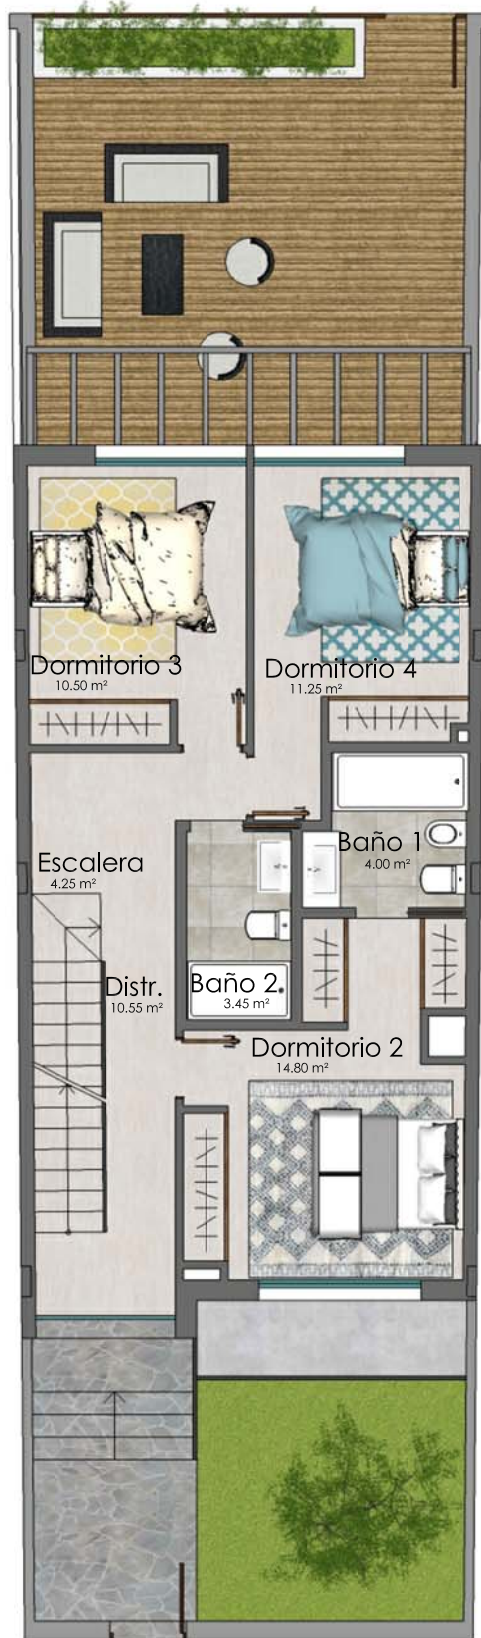 Dormitorio 3
10.50 m²
Dormitorio 4
11.25 m²
Baño 1
4.00 m²
Escalera
4.25 m²
Distr.
10.55 m²
Baño 2
3.45 m²
Dormitorio 2
14.80 m²